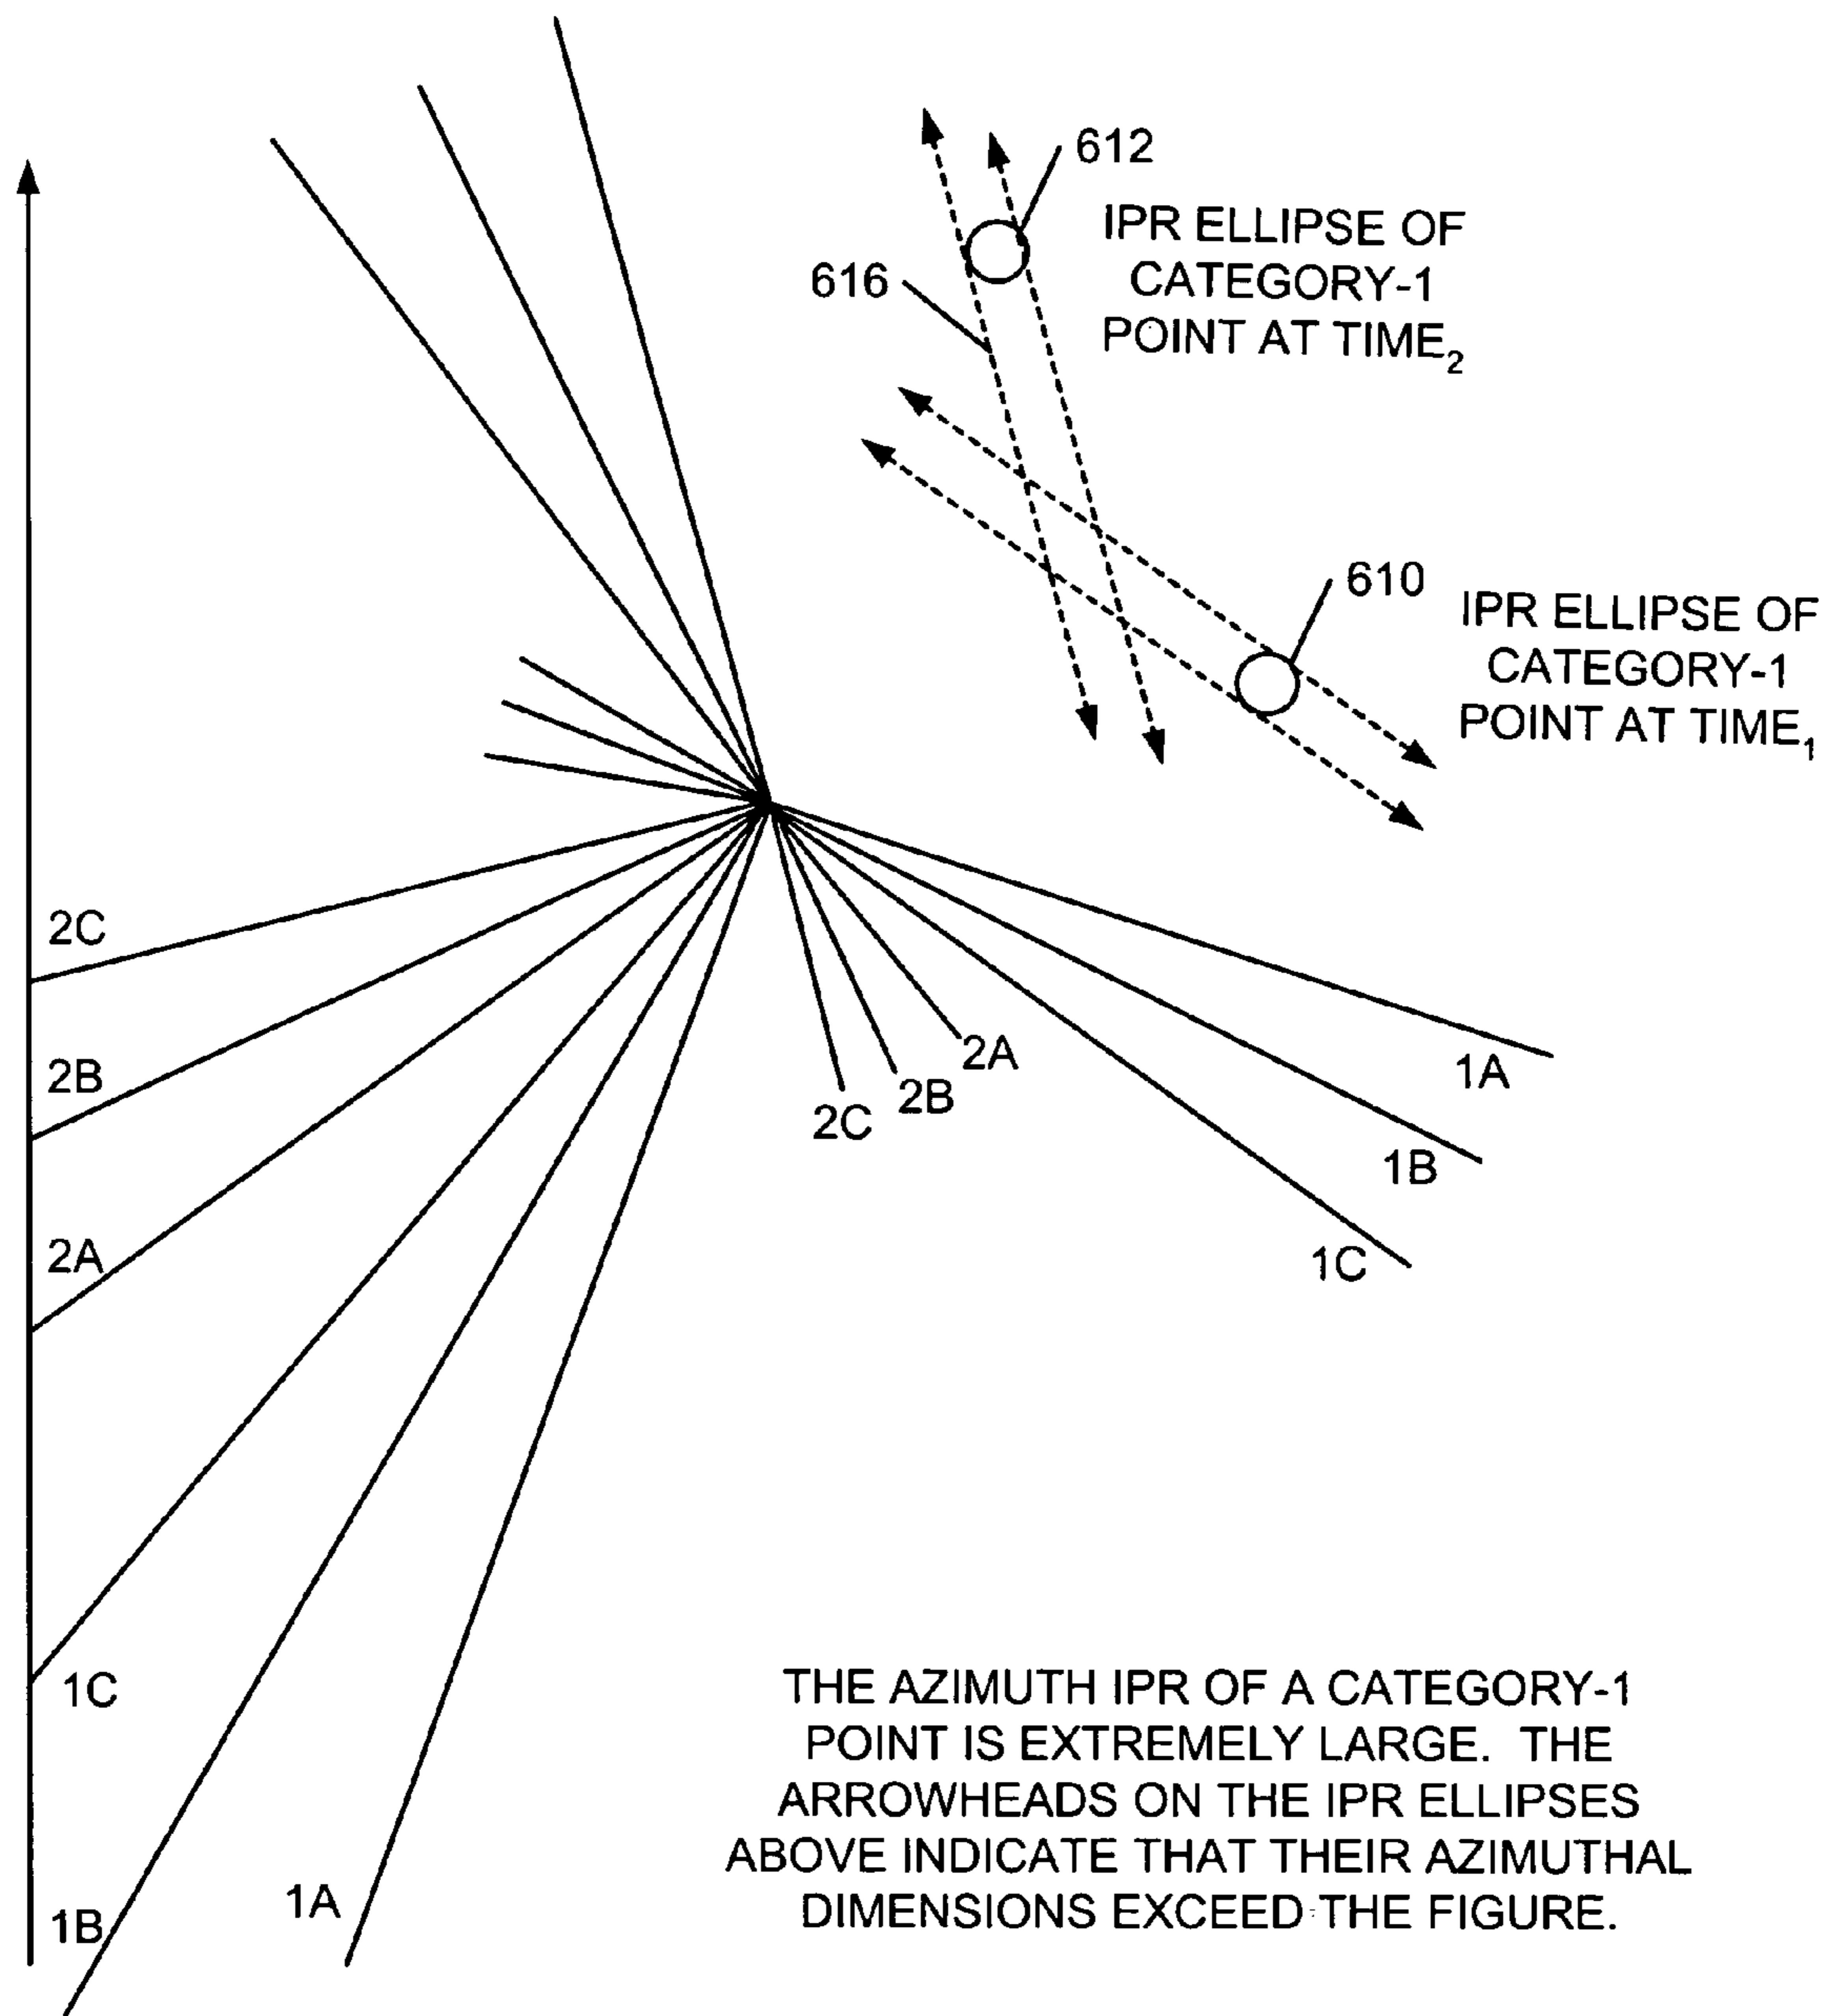 612
IPR ELLIPSE OF
CATEGORY-1
POINT AT TIME₂
616
610
IPR ELLIPSE OF
CATEGORY-1
POINT AT TIME₁
2C
2B
2A
2A
2B
2C
1A
1B
1C
1C
1B
1A
THE AZIMUTH IPR OF A CATEGORY-1
POINT IS EXTREMELY LARGE. THE
ARROWHEADS ON THE IPR ELLIPSES
ABOVE INDICATE THAT THEIR AZIMUTHAL
DIMENSIONS EXCEED THE FIGURE.